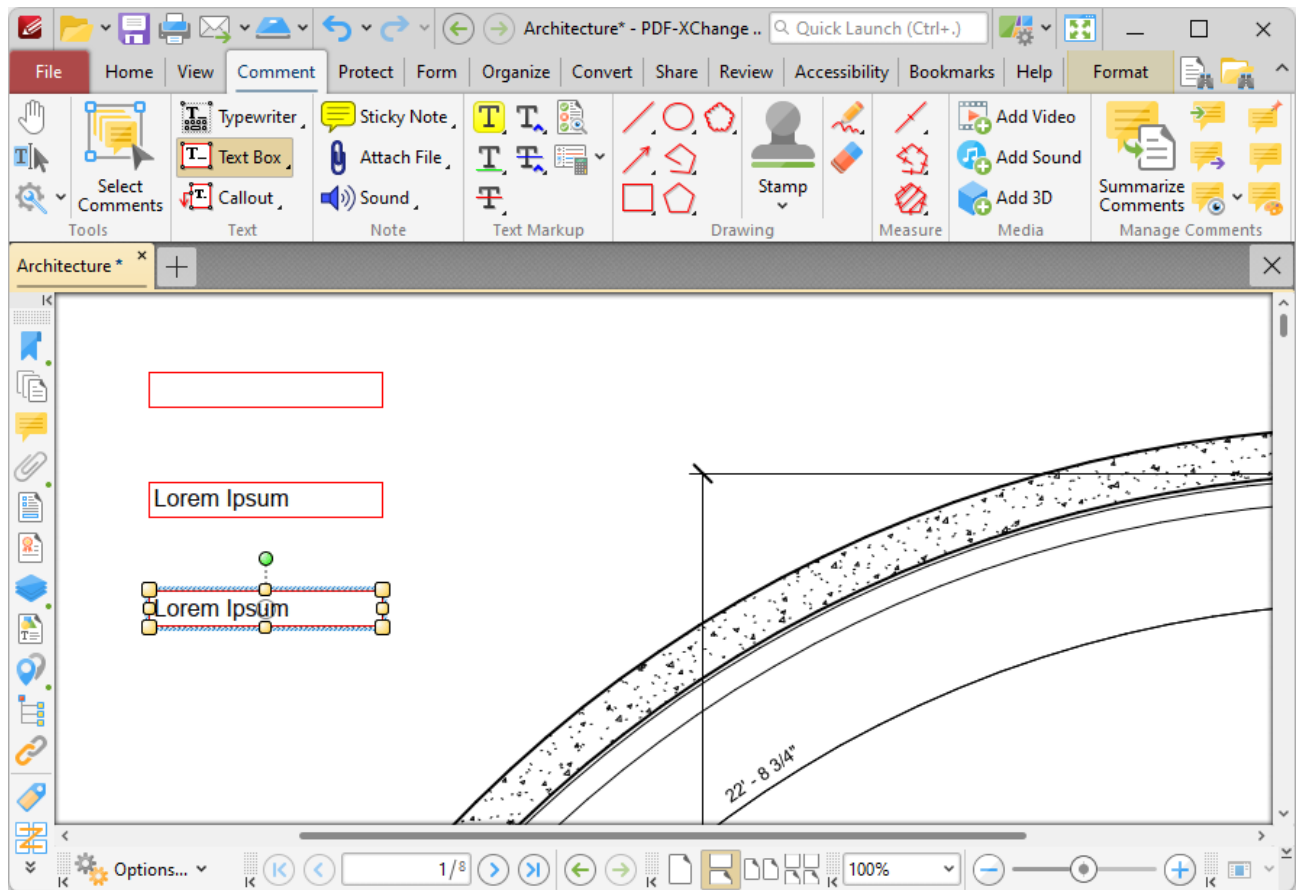 Architecture* - PDF-XChange .. Quick Launch (Ctrl+.)
File Home View Comment Protect Form Organize Convert Share Review Accessibility Bookmarks Help Format
Typewriter Sticky Note Add Video
Text Box Attach File Add Sound
Select Comments Callout Sound Stamp Add 3D Summarize Comments
Tools Text Note Text Markup Drawing Measure Media Manage Comments
Architecture *
Lorem Ipsum
Lorem Ipsum
22' - 8 3/4"
Options... 1/8 100%